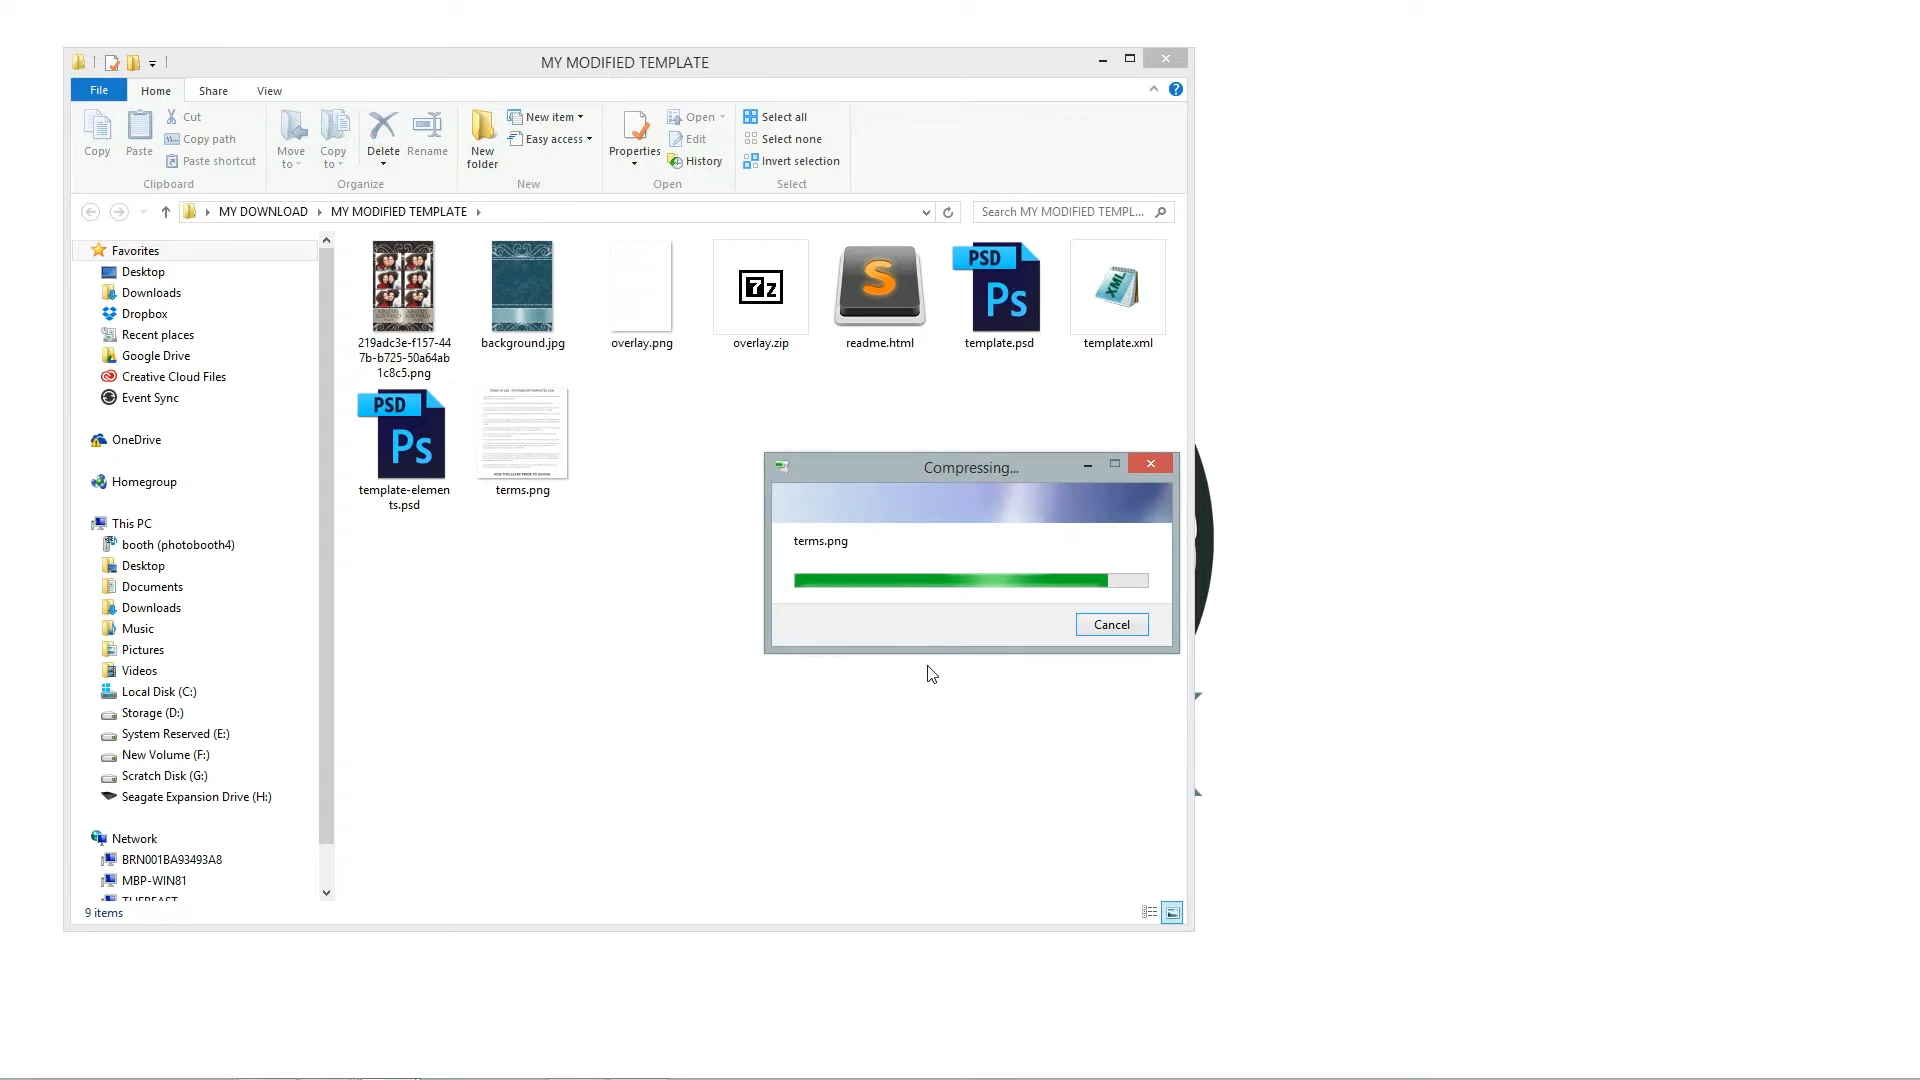 MY MODIFIED TEMPLATE
File Home Share View
Copy
Paste
Cut
Copy path
Paste shortcut
Clipboard
Move to
Copy to
Delete
Rename
Organize
New folder
New item
Easy access
New
Properties
Open
Edit
History
Open
Select all
Select none
Invert selection
Select
MY DOWNLOAD MY MODIFIED TEMPLATE
Search MY MODIFIED TEMPL...
Favorites
Desktop
Downloads
Dropbox
Recent places
Google Drive
Creative Cloud Files
Event Sync
OneDrive
Homegroup
This PC
booth (photobooth4)
Desktop
Documents
Downloads
Music
Pictures
Videos
Local Disk (C:)
Storage (D:)
System Reserved (E:)
New Volume (F:)
Scratch Disk (G:)
Seagate Expansion Drive (H:)
Network
BRN001BA93493A8
MBP-WIN81
9 items
219adc3e-f157-44
7b-b725-50a64ab
1c8c5.png
background.jpg
overlay.png
7z
overlay.zip
S
readme.html
PSD
Ps
template.psd
XML
template.xml
PSD
Ps
template-elemen
ts.psd
terms.png
Compressing...
terms.png
Cancel